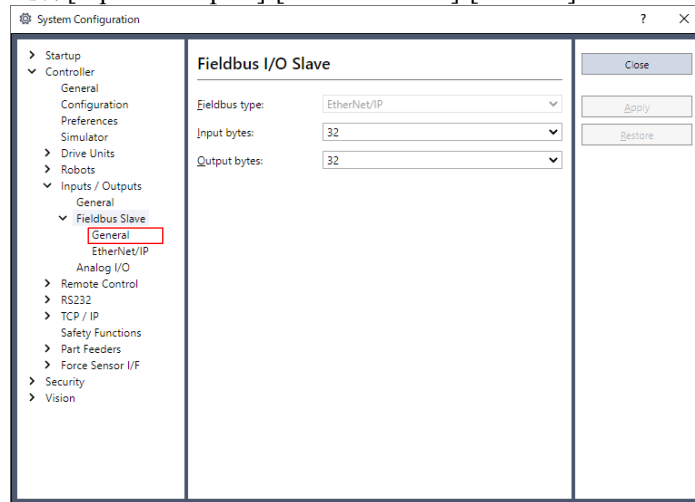 System Configuration
?
Startup
Controller
General
Configuration
Preferences
Simulator
Drive Units
Robots
Inputs / Outputs
General
Fieldbus Slave
General
EtherNet/IP
Analog I/O
Remote Control
RS232
TCP / IP
Safety Functions
Part Feeders
Force Sensor I/F
Security
Vision
Fieldbus I/O Slave
Fieldbus type: EtherNet/IP
Input bytes: 32
Output bytes: 32
Close
Apply
Restore